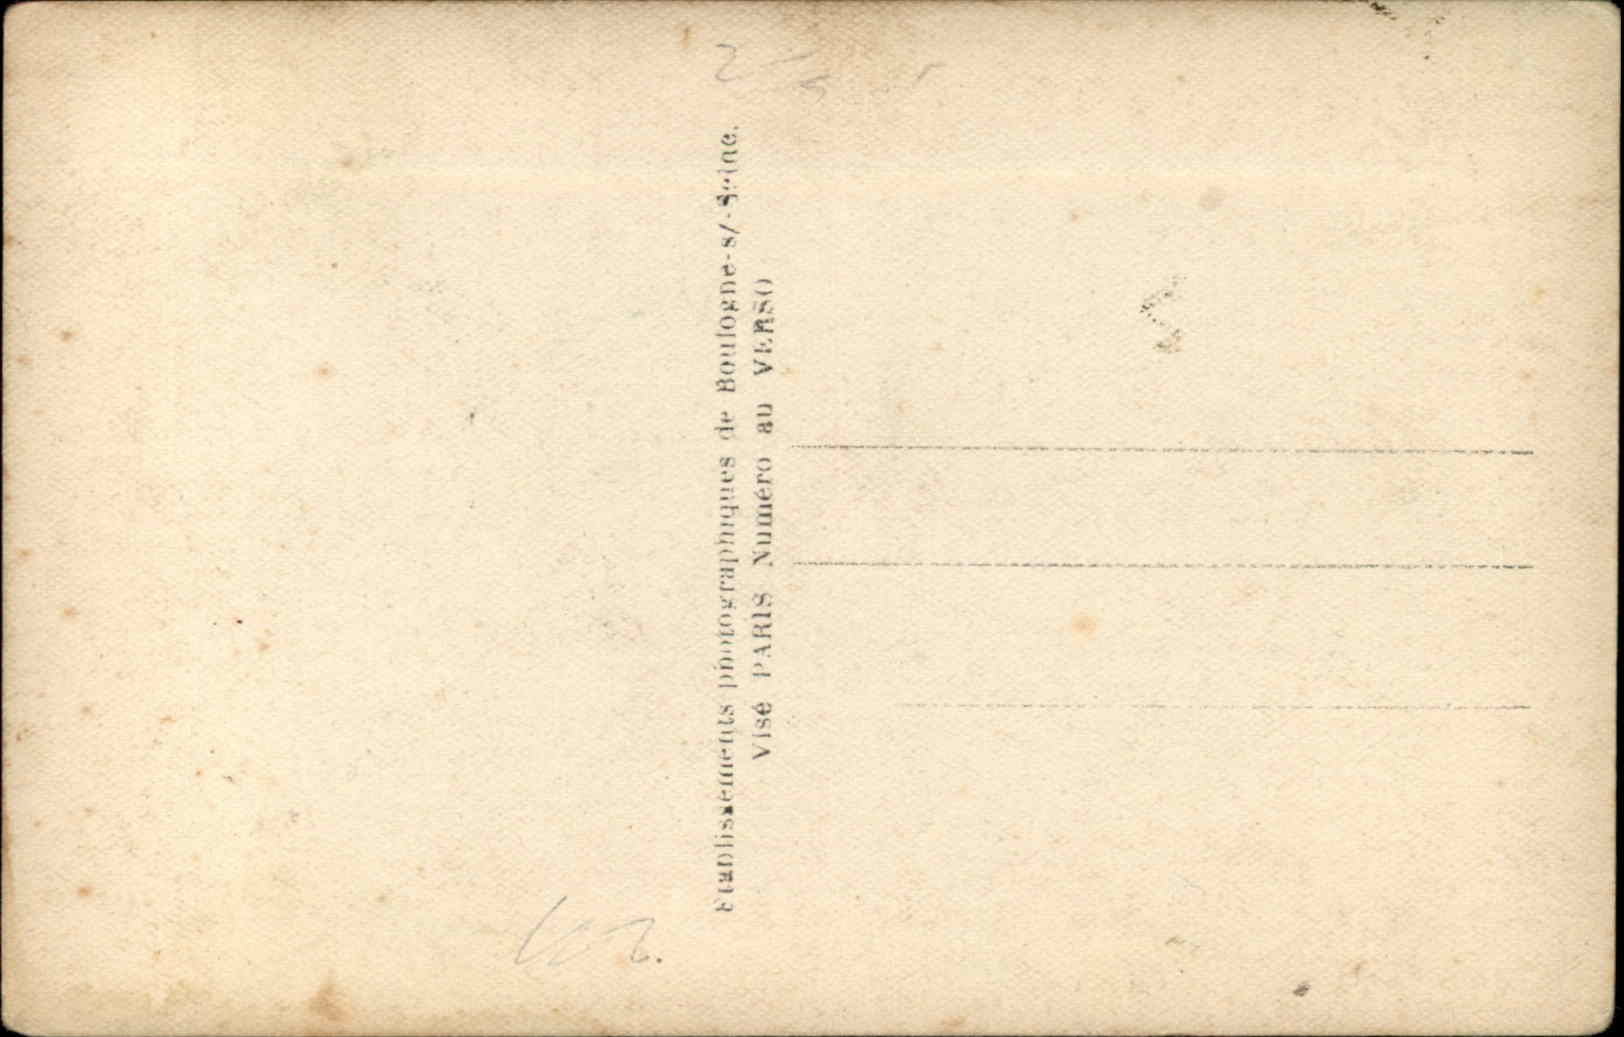 Etablissements photographiques de Boulogne-s/-Seine.
Visé PARIS Numéro au VERSO